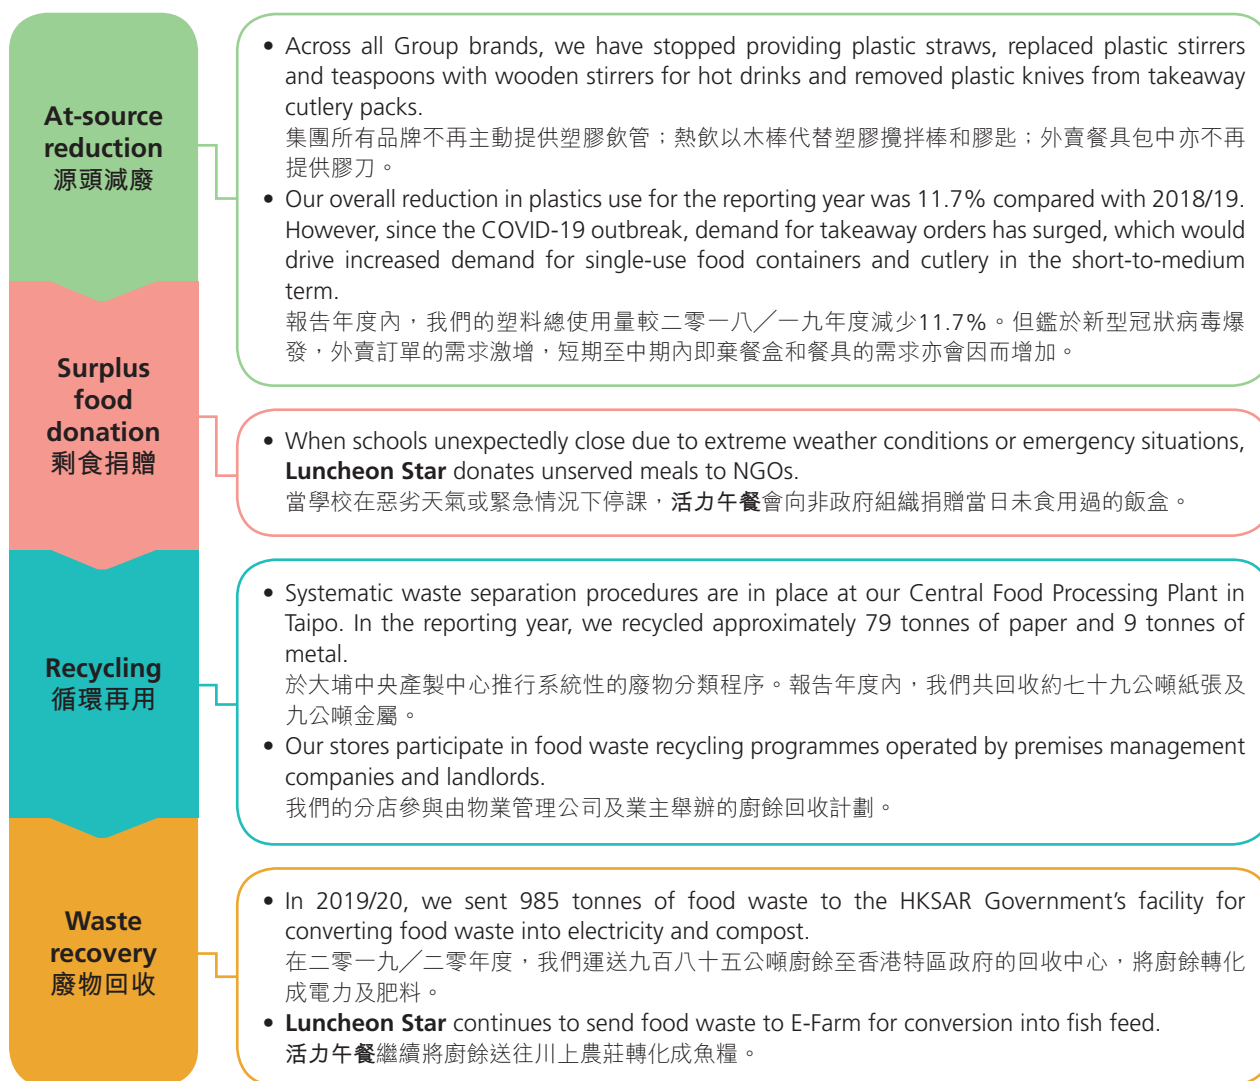 At-source
reduction
源頭減廢
• Across all Group brands, we have stopped providing plastic straws, replaced plastic stirrers
and teaspoons with wooden stirrers for hot drinks and removed plastic knives from takeaway
cutlery packs.
集團所有品牌不再主動提供塑膠飲管；熱飲以木棒代替塑膠攪拌棒和膠匙；外賣餐具包中亦不再
提供膠刀。
• Our overall reduction in plastics use for the reporting year was 11.7% compared with 2018/19.
However, since the COVID-19 outbreak, demand for takeaway orders has surged, which would
drive increased demand for single-use food containers and cutlery in the short-to-medium
term.
報告年度內，我們的塑料總使用量較二零一八╱一九年度減少11.7%。但鑑於新型冠狀病毒爆
發，外賣訂單的需求激增，短期至中期內即棄餐盒和餐具的需求亦會因而增加。
Surplus
food
donation
剩食捐贈
• When schools unexpectedly close due to extreme weather conditions or emergency situations,
Luncheon Star donates unserved meals to NGOs.
當學校在惡劣天氣或緊急情況下停課，活力午餐會向非政府組織捐贈當日未食用過的飯盒。
Recycling
循環再用
• Systematic waste separation procedures are in place at our Central Food Processing Plant in
Taipo. In the reporting year, we recycled approximately 79 tonnes of paper and 9 tonnes of
metal.
於大埔中央產製中心推行系統性的廢物分類程序。報告年度內，我們共回收約七十九公噸紙張及
九公噸金屬。
• Our stores participate in food waste recycling programmes operated by premises management
companies and landlords.
我們的分店參與由物業管理公司及業主舉辦的廚餘回收計劃。
Waste
recovery
廢物回收
• In 2019/20, we sent 985 tonnes of food waste to the HKSAR Government’s facility for
converting food waste into electricity and compost.
在二零一九╱二零年度，我們運送九百八十五公噸廚餘至香港特區政府的回收中心，將廚餘轉化
成電力及肥料。
• Luncheon Star continues to send food waste to E-Farm for conversion into fish feed.
活力午餐繼續將廚餘送往川上農莊轉化成魚糧。